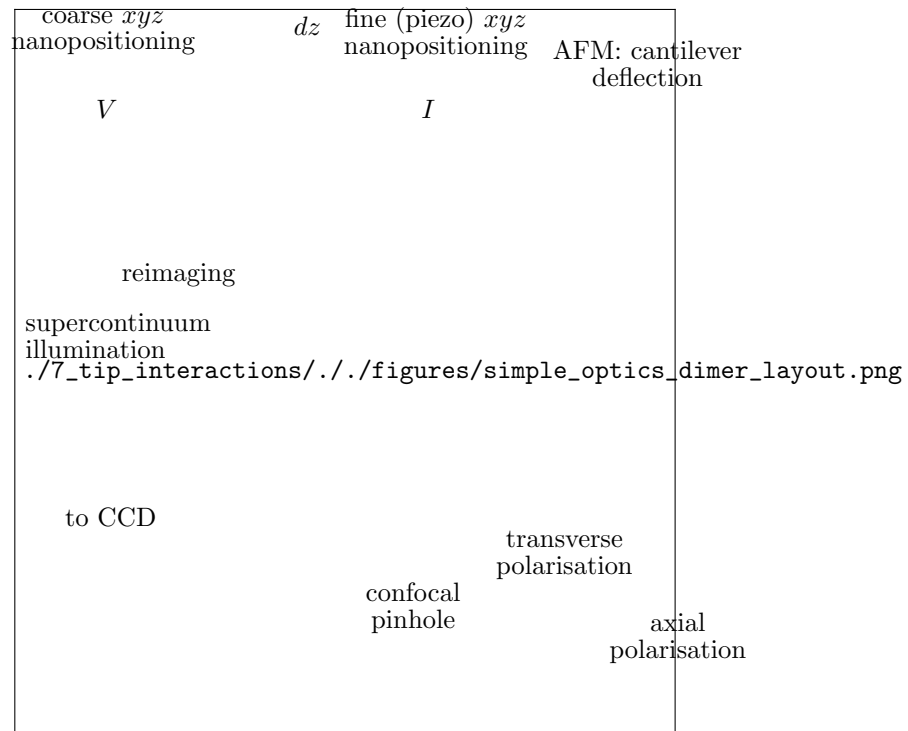 coarse xyz
nanopositioning
dz
fine (piezo) xyz
nanopositioning
AFM: cantilever
deflection
V
I
reimaging
supercontinuum
illumination
./7_tip_interactions/././figures/simple_optics_dimer_layout.png
to CCD
transverse
polarisation
confocal
pinhole
axial
polarisation